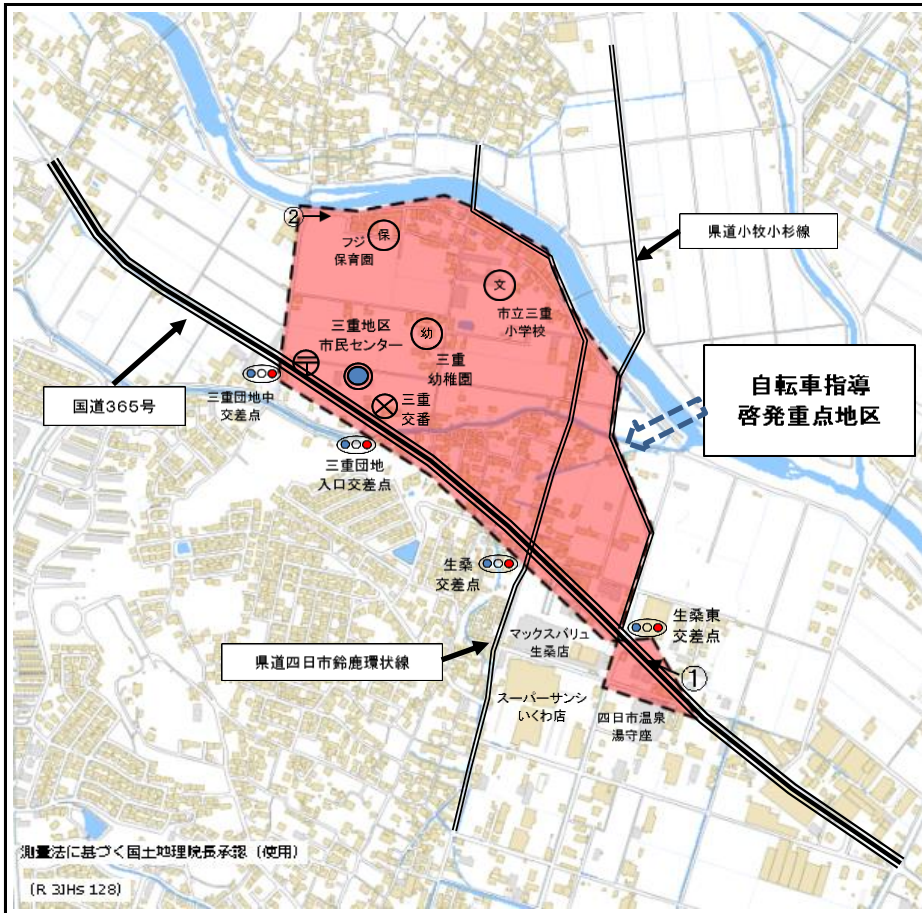 県道小牧小杉線
②
保
フジ
保育園
文
市立三重
小学校
三重地区
市民センター
幼
三重
幼稚園
自転車指導
啓発重点地区
国道365号
三重団地中
交差点
三重
交番
三重団地
入口交差点
生桑
交差点
生桑東
交差点
マックスバリュ
生桑店
県道四日市鈴鹿環状線
①
スーパーサンシ
いくわ店
四日市温泉
湯守座
測量法に基づく国土地理院長承認（使用）
(R 3JHs 128)